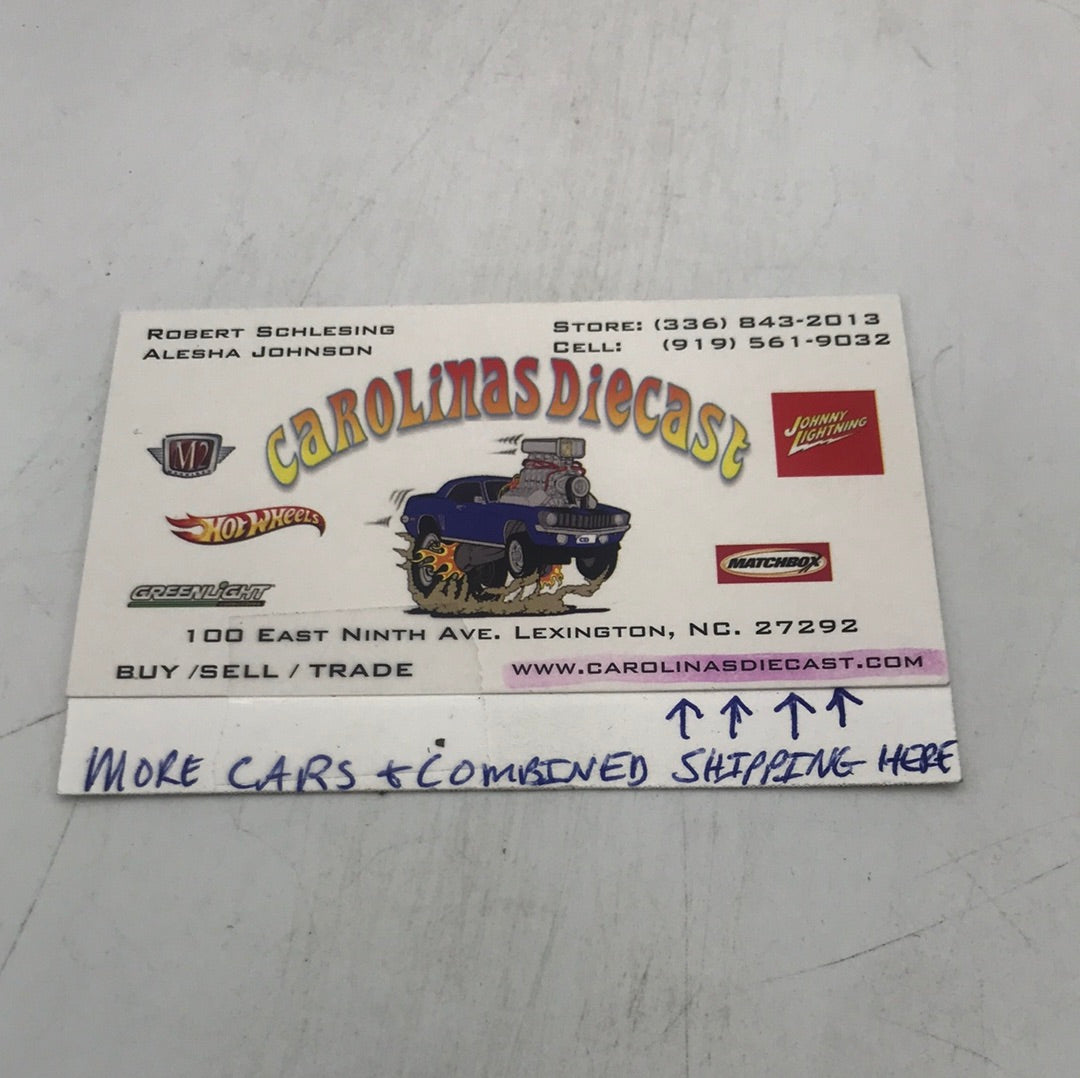 ROBERT SCHLESING
ALESHA JOHNSON
STORE: (336) 843-2013
CELL: (919) 561-9032
CAROLINAS DIECAST
M2
JOHNNY LIGHTNING
HOT WHEELS
MATCHBOX
GREENLIGHT
100 EAST NINTH AVE. LEXINGTON, NC. 27292
BUY /SELL / TRADE
WWW.CAROLINASDIECAST.COM
MORE CARS + COMBINED SHIPPING HERE